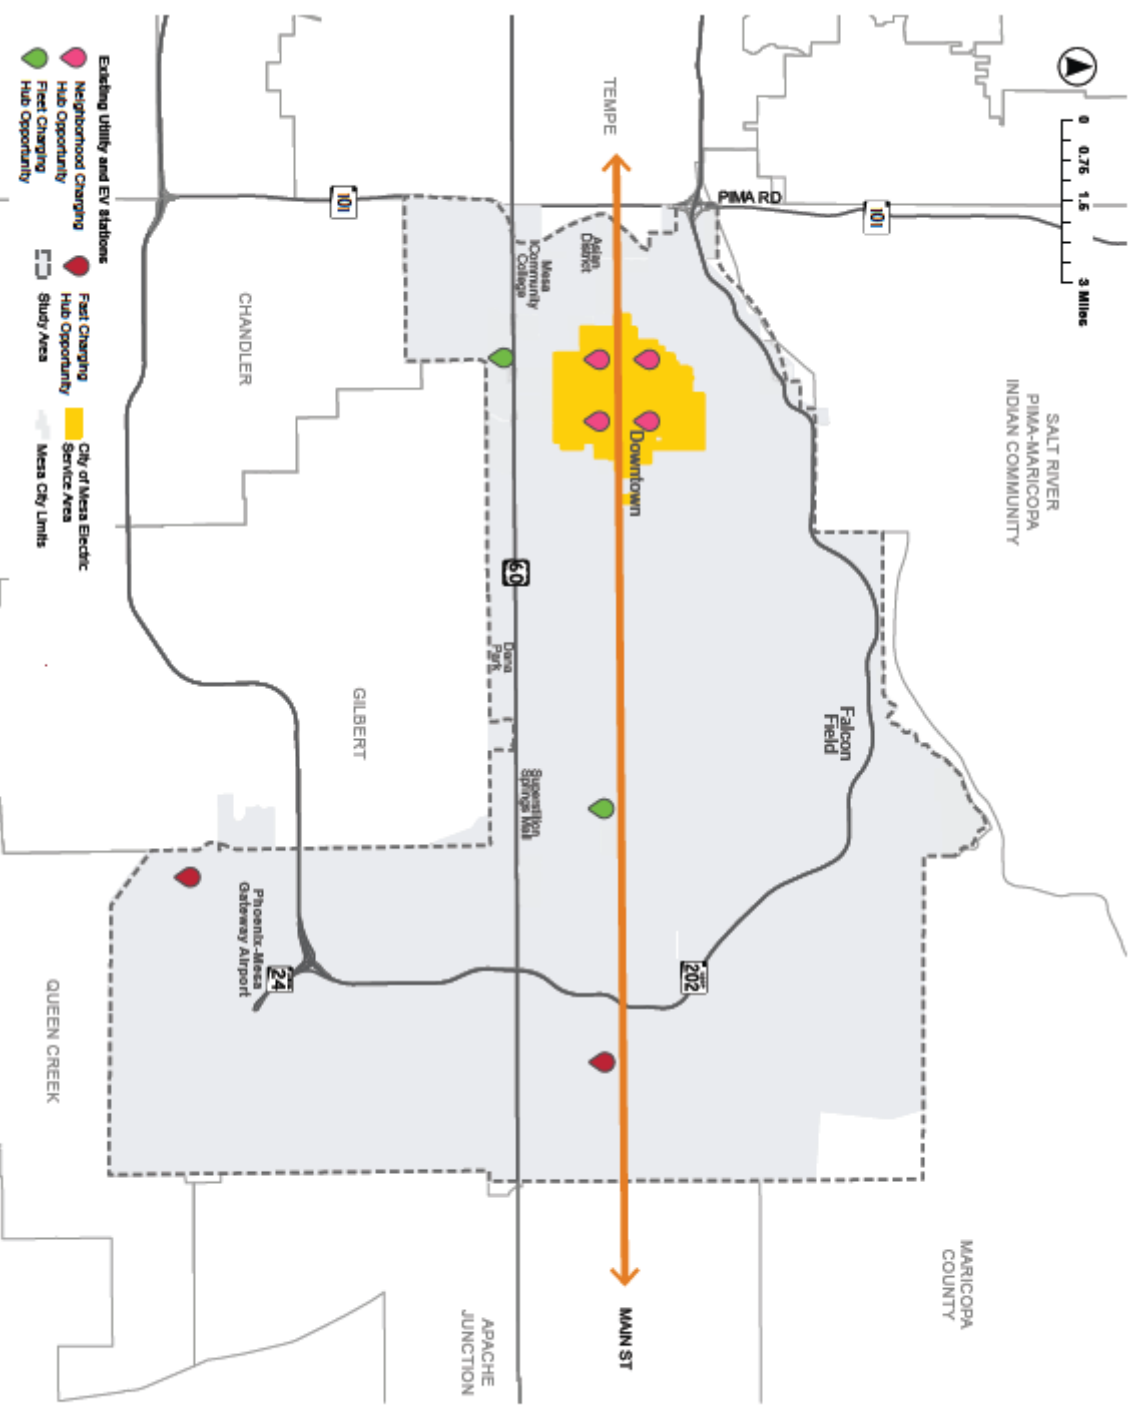 0 0.75 1.5 3 Miles
SALT RIVER
PIMA-MARICOPA
INDIAN COMMUNITY
MARICOPA
COUNTY
101
PIMA RD
Falcon
Field
202
TEMPE
Asian
District
Downtown
MAIN ST
Mesa
Community
College
60
Dana
Park
Superstition
Springs Mall
APACHE
JUNCTION
101
CHANDLER
GILBERT
Phoenix-Mesa
Gateway Airport
24
QUEEN CREEK
Existing Utility and EV Stations
Neighborhood Charging
Hub Opportunity
Fleet Charging
Hub Opportunity
Fast Charging
Hub Opportunity
Study Area
City of Mesa Electric
Service Area
Mesa City Limits